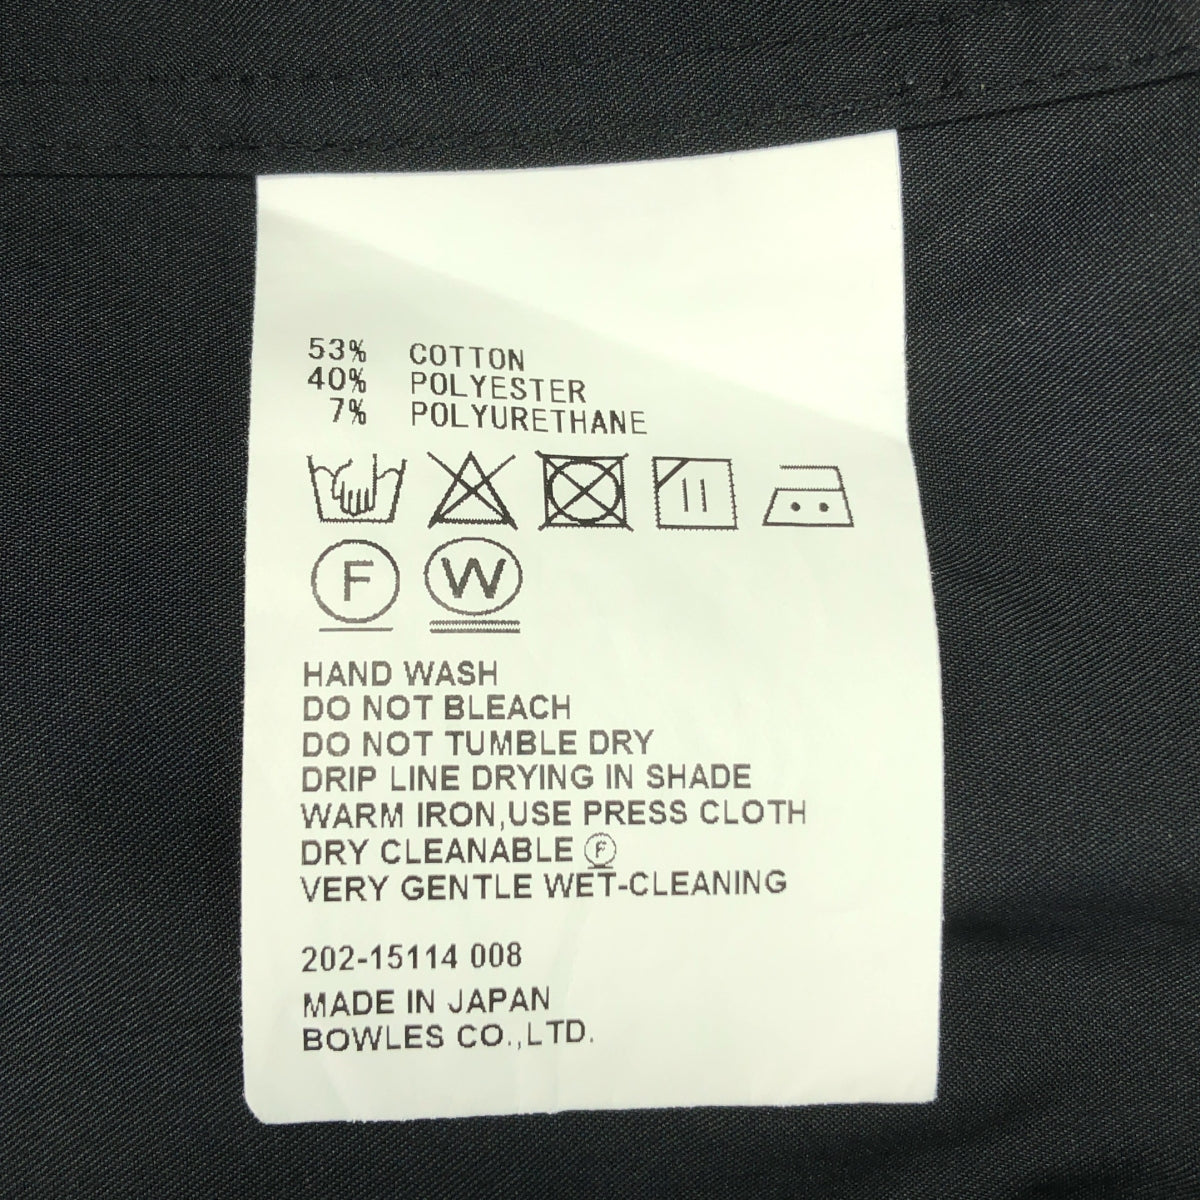 53% COTTON
40% POLYESTER
7% POLYURETHANE
F W
HAND WASH
DO NOT BLEACH
DO NOT TUMBLE DRY
DRIP LINE DRYING IN SHADE
WARM IRON,USE PRESS CLOTH
DRY CLEANABLE Ⓕ
VERY GENTLE WET-CLEANING
202-15114 008
MADE IN JAPAN
BOWLES CO.,LTD.